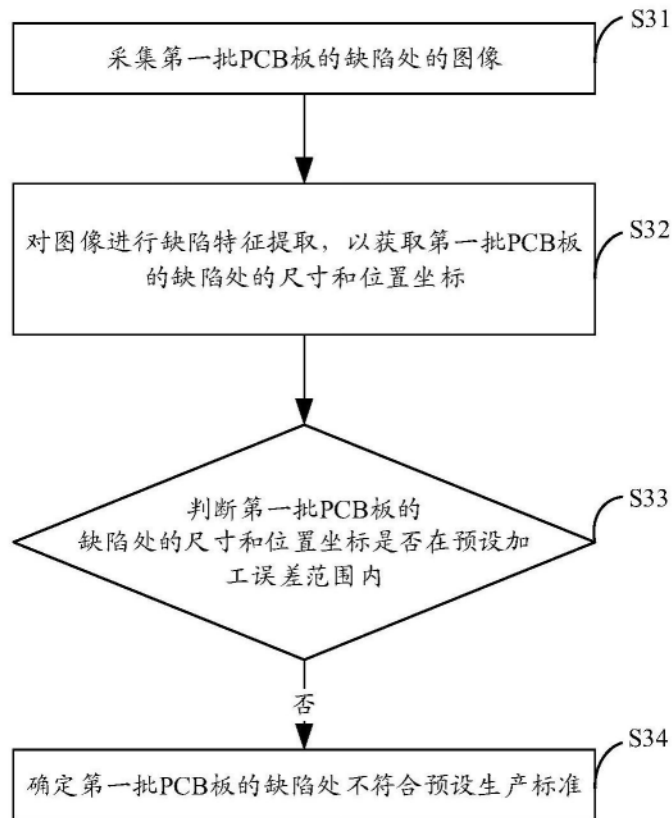 S31
采集第一批PCB板的缺陷处的图像
S32
对图像进行缺陷特征提取，以获取第一批PCB板
的缺陷处的尺寸和位置坐标
S33
判断第一批PCB板的
缺陷处的尺寸和位置坐标是否在预设加
工误差范围内
否
S34
确定第一批PCB板的缺陷处不符合预设生产标准